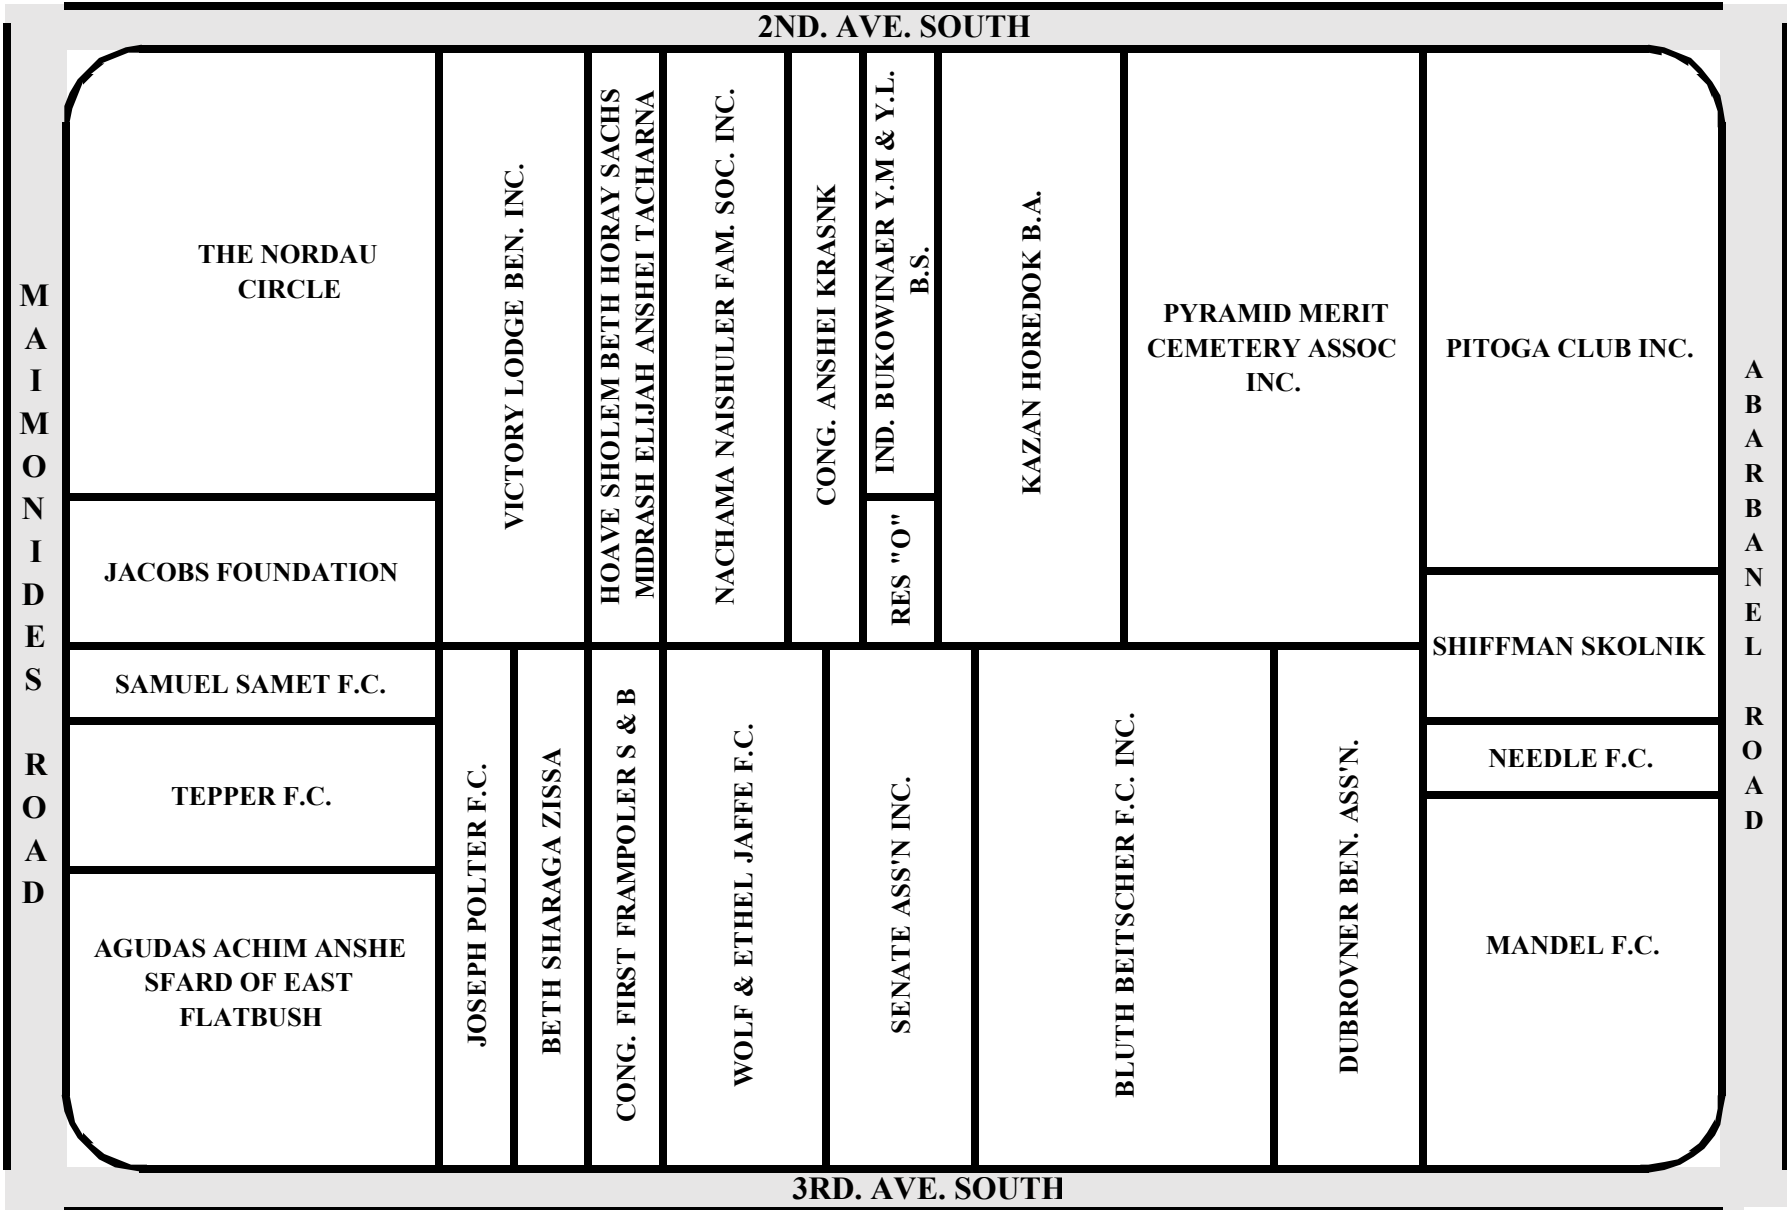 2ND. AVE. SOUTH
MAIMONIDES ROAD
THE NORDAU
CIRCLE
JACOBS FOUNDATION
SAMUEL SAMET F.C.
TEPPER F.C.
AGUDAS ACHIM ANSHE
SFARD OF EAST
FLATBUSH
VICTORY LODGE BEN. INC.
HOAVE SHOLEM BETH HORAY SACHS
MIDRASH ELIJAH ANSHEI TACHARNA
NACHAMA NAISHULER FAM. SOC. INC.
CONG. ANSHEI KRASNK
IND. BUKOWINAER Y.M & Y.L.
B.S.
RES "O"
KAZAN HOREDOK B.A.
PYRAMID MERIT
CEMETERY ASSOC
INC.
PITOGA CLUB INC.
SHIFFMAN SKOLNIK
NEEDLE F.C.
MANDEL F.C.
JOSEPH POLTER F.C.
BETH SHARAGA ZISSA
CONG. FIRST FRAMPOLER S & B
WOLF & ETHEL JAFFE F.C.
SENATE ASS'N INC.
BLUTH BEITSCHER F.C. INC.
DUBROVNER BEN. ASS'N.
ABARBANEL ROAD
3RD. AVE. SOUTH